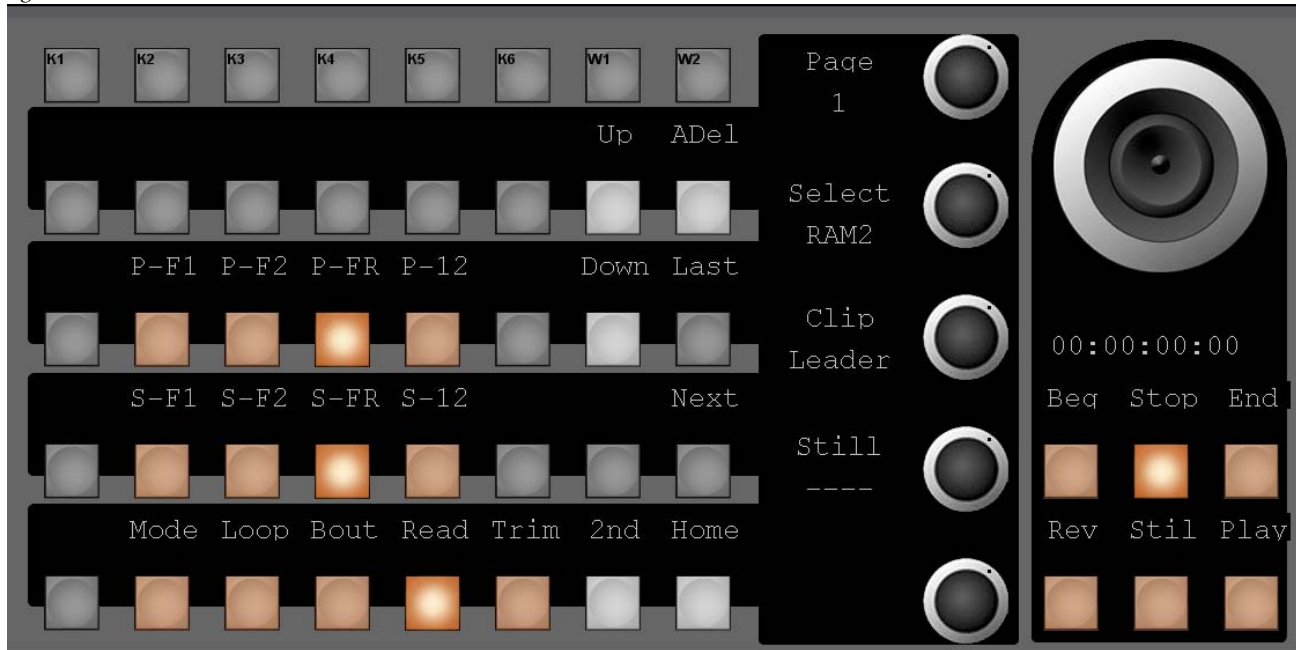 K1 K2 K3 K4 K5 K6 W1 W2
Up ADel
P-F1 P-F2 P-FR P-12 Down Last
S-F1 S-F2 S-FR S-12 Next
Mode Loop Bout Read Trim 2nd Home
Page
1
Select
RAM2
Clip
Leader
Still
----
00:00:00:00
Beg Stop End
Rev Stil Play